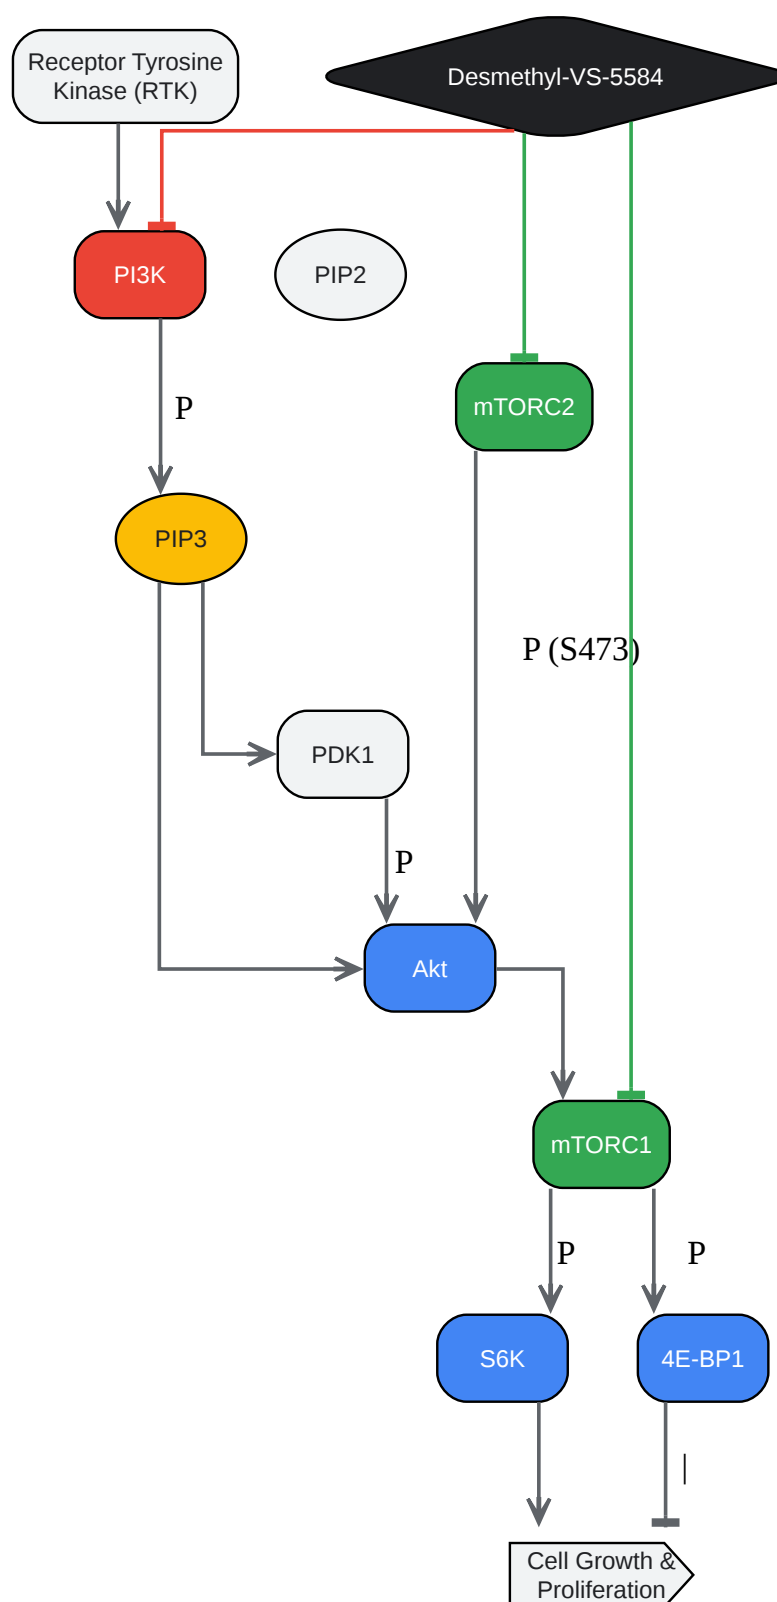 Receptor Tyrosine
Kinase (RTK)
Desmethyl-VS-5584
PI3K
PIP2
mTORC2
P
PIP3
P (S473)
PDK1
P
Akt
mTORC1
P
P
S6K
4E-BP1
|
Cell Growth &
Proliferation